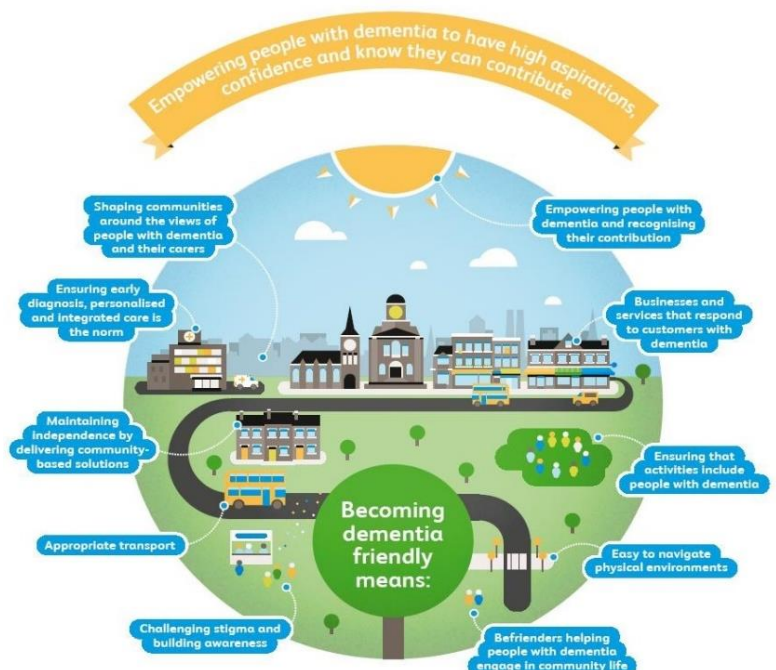 Empowering people with dementia to have high aspirations,
confidence and know they can contribute
Shaping communities
around the views of
people with dementia
and their carers
Empowering people with
dementia and recognising
their contribution
Ensuring early
diagnosis, personalised
and integrated care is
the norm
Businesses and
services that respond
to customers with
dementia
Maintaining
independence by
delivering community-
based solutions
Ensuring that
activities include
people with dementia
Becoming
dementia
friendly
means:
Appropriate transport
Easy to navigate
physical environments
Challenging stigma and
building awareness
Befrienders helping
people with dementia
engage in community life